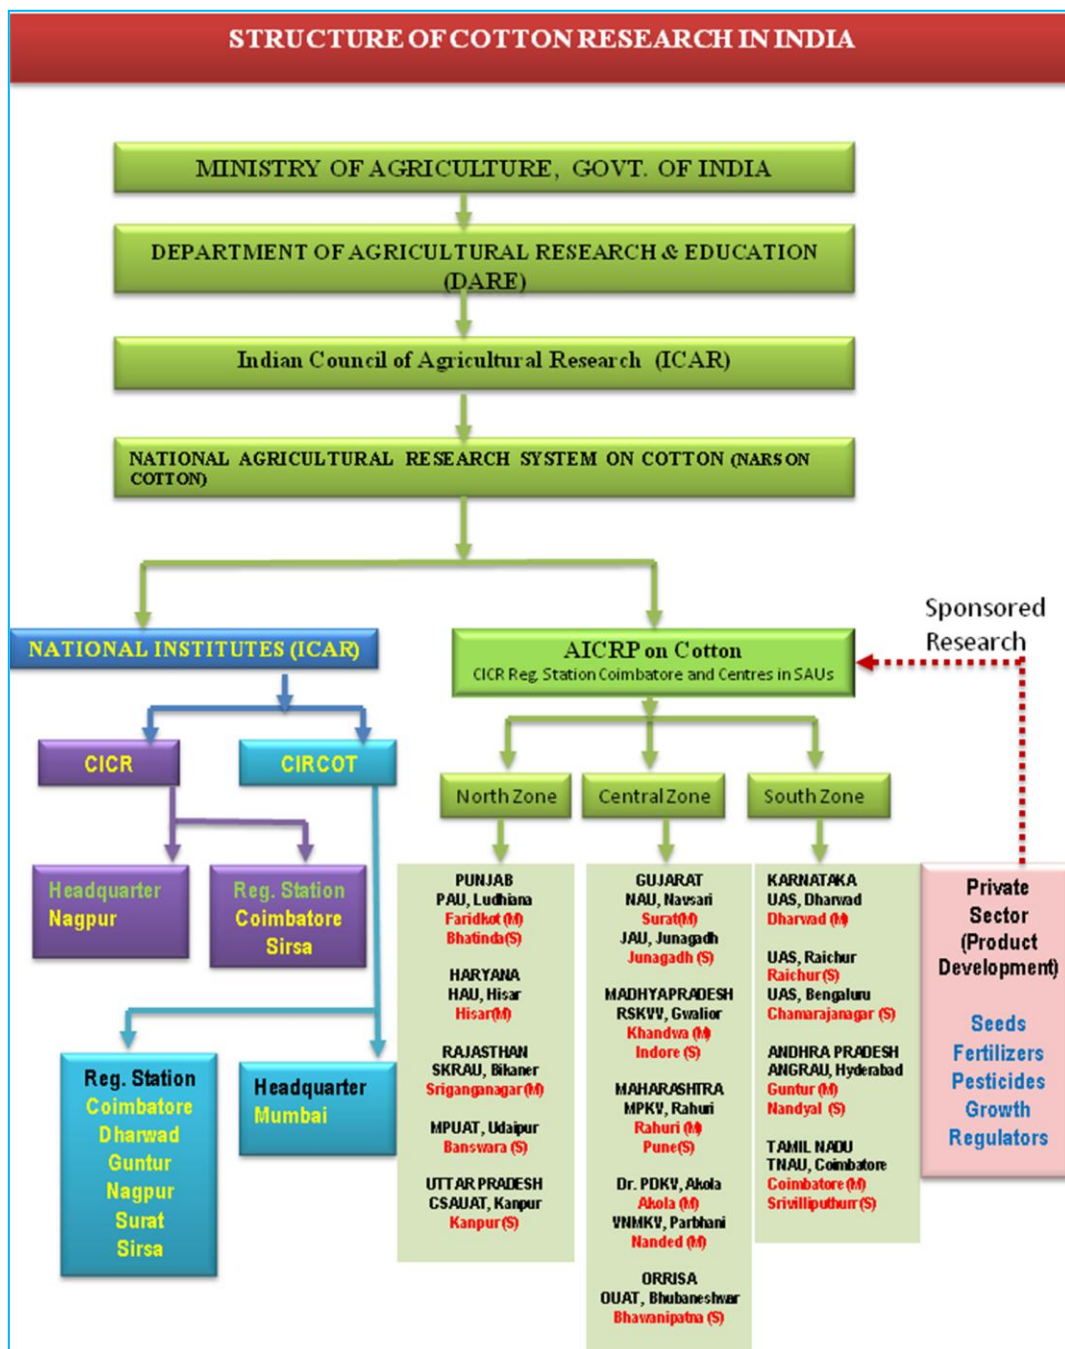 STRUCTURE OF COTTON RESEARCH IN INDIA
MINISTRY OF AGRICULTURE, GOVT. OF INDIA
DEPARTMENT OF AGRICULTURAL RESEARCH & EDUCATION
(DARE)
Indian Council of Agricultural Research (ICAR)
NATIONAL AGRICULTURAL RESEARCH SYSTEM ON COTTON (NARS ON
COTTON)
NATIONAL INSTITUTES (ICAR)
AICRP on Cotton
CICR Reg. Station Coimbatore and Centres in SAUs
Sponsored
Research
CICR
CIRCOT
Headquarter
Nagpur
Reg. Station
Coimbatore
Sirsa
Reg. Station
Coimbatore
Dharwad
Guntur
Nagpur
Surat
Sirsa
Headquarter
Mumbai
North Zone
Central Zone
South Zone
PUNJAB
PAU, Ludhiana
Faridkot (M)
Bhatinda(S)
HARYANA
HAU, Hisar
Hisar(M)
RAJASTHAN
SKRAU, Bikaner
Sriganganagar (M)
MPUAT, Udaipur
Banswara (S)
UTTAR PRADESH
CSAUAT, Kanpur
Kanpur (S)
GUJARAT
NAU, Navsari
Surat(M)
JAU, Junagadh
Junagadh (S)
MADHYA PRADESH
RSKVV, Gwalior
Khandwa (M)
Indore (S)
MAHARASHTRA
MPKV, Rahuri
Rahuri (M)
Pune(S)
Dr. PDKV, Akola
Akola (M)
VNMKV, Parbhani
Nanded (M)
ORRISA
OUAT, Bhubaneshwar
Bhawanipatna (S)
KARNATAKA
UAS, Dharwad
Dharwad (M)
UAS, Raichur
Raichur (S)
UAS, Bengaluru
Chamarajanagar (S)
ANDHRA PRADESH
ANGRAU, Hyderabad
Guntur (M)
Nandyal (S)
TAMIL NADU
TNAU, Coimbatore
Coimbatore (M)
Srivilliputhurr (S)
Private
Sector
(Product
Development)
Seeds
Fertilizers
Pesticides
Growth
Regulators